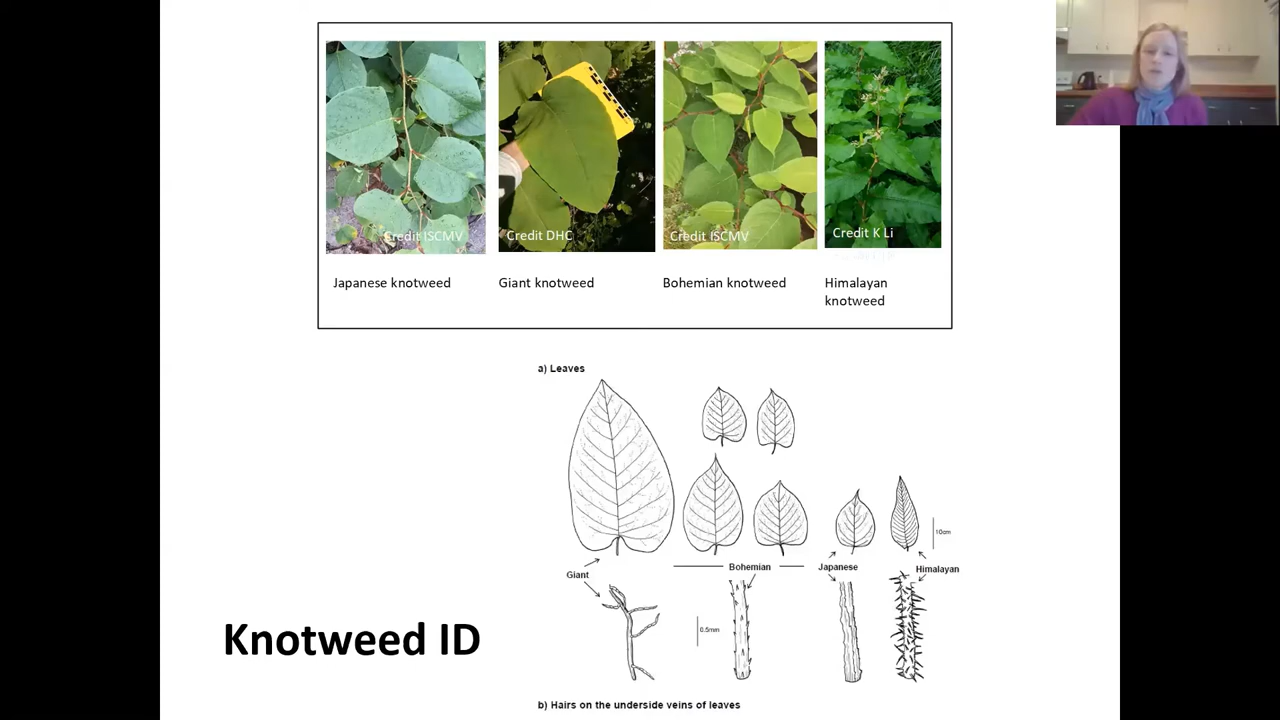 Credit ISCMV
Credit DHC
Credit ISCMV
Credit K Li
Japanese knotweed
Giant knotweed
Bohemian knotweed
Himalayan
knotweed
a) Leaves
10cm
Giant
Bohemian
Japanese
Himalayan
0.5mm
Knotweed ID
b) Hairs on the underside veins of leaves